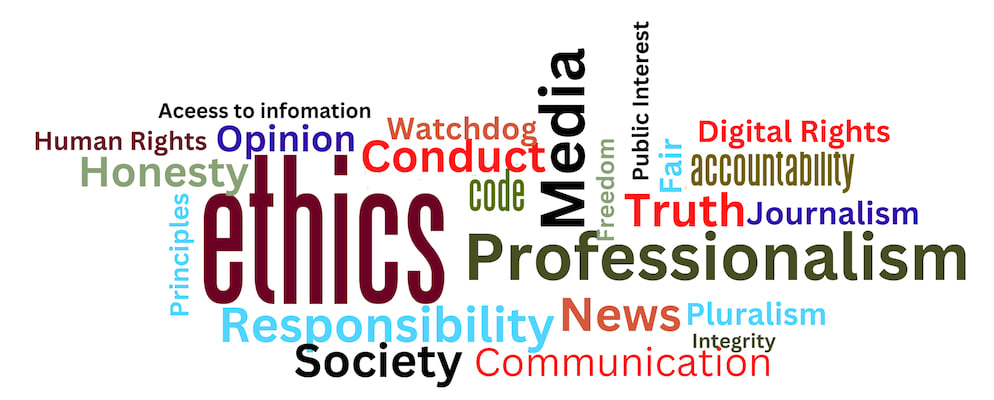 Aceess to infomation
Human Rights
Opinion
Honesty
ethics
Principles
Watchdog
Conduct
code
Media
Freedom
Public Interest
Fair
Digital Rights
accountability
Truth
Journalism
Professionalism
Responsibility
News
Pluralism
Integrity
Society
Communication